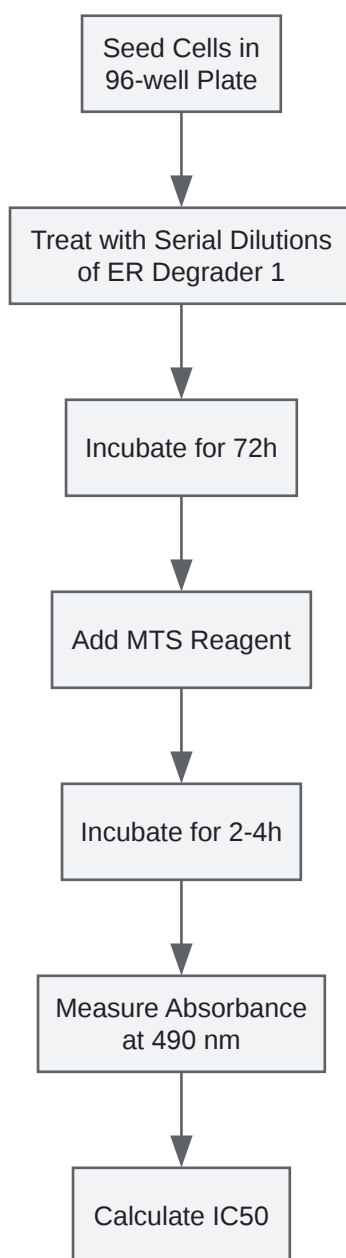 Seed Cells in
96-well Plate
Treat with Serial Dilutions
of ER Degrader 1
Incubate for 72h
Add MTS Reagent
Incubate for 2-4h
Measure Absorbance
at 490 nm
Calculate IC50